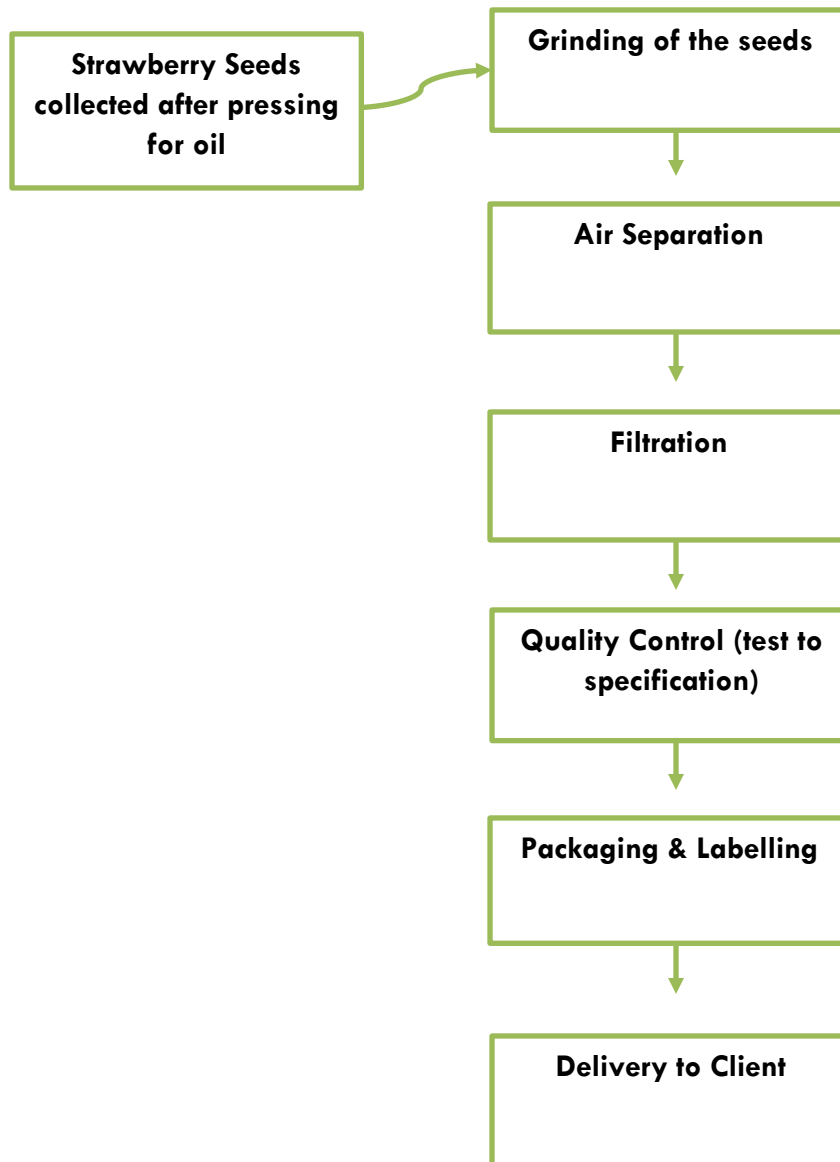 Strawberry Seeds
collected after pressing
for oil
Grinding of the seeds
Air Separation
Filtration
Quality Control (test to
specification)
Packaging & Labelling
Delivery to Client